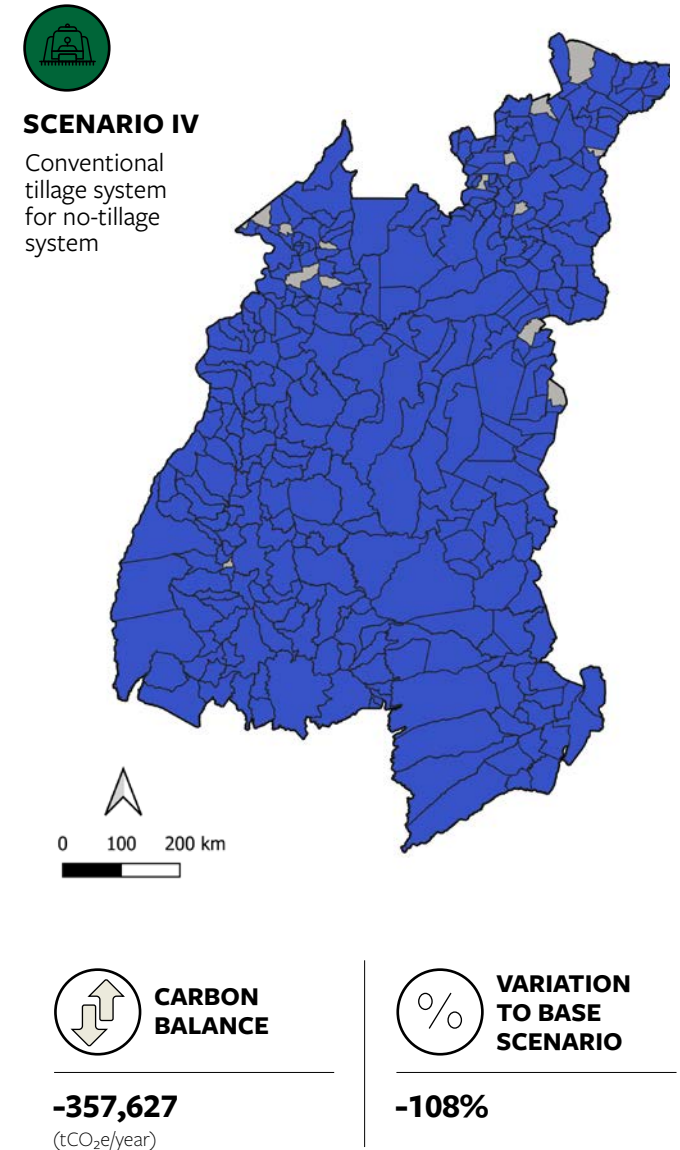 SCENARIO IV
Conventional
tillage system
for no-tillage
system
0 100 200 km
CARBON
BALANCE
-357,627
(tCO₂e/year)
%
VARIATION
TO BASE
SCENARIO
-108%